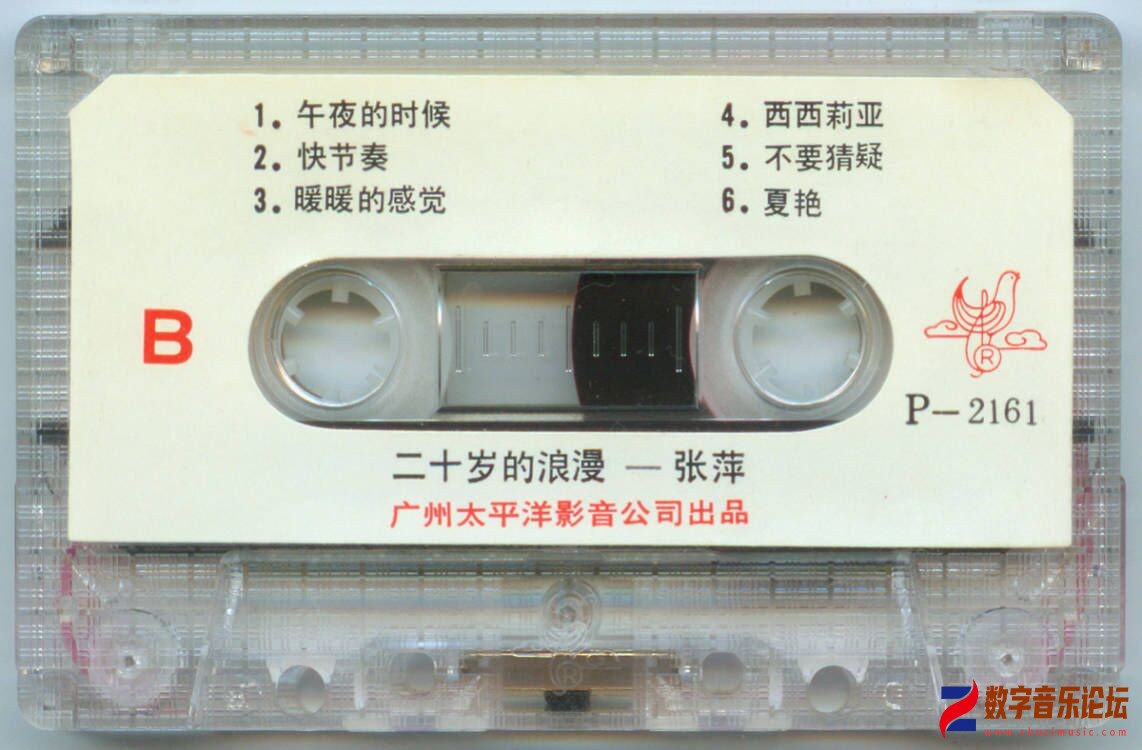 1. 午夜的时候
2. 快节奏
3. 暖暖的感觉
4. 西西莉亚
5. 不要猜疑
6. 夏艳
B
R
P-2161
二十岁的浪漫 — 张萍
广州太平洋影音公司出品
R
数字音乐论坛